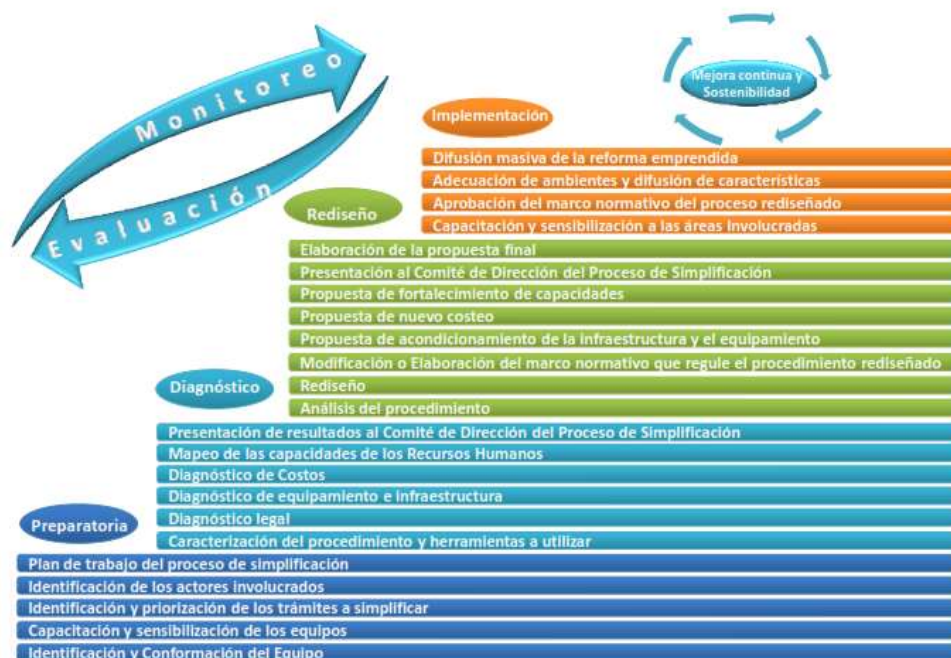 Monitoreo
Evaluación
Mejora continua y
Sostenibilidad
Implementación
Difusión masiva de la reforma emprendida
Adecuación de ambientes y difusión de características
Aprobación del marco normativo del proceso rediseñado
Capacitación y sensibilización a las áreas Involucradas
Rediseño
Elaboración de la propuesta final
Presentación al Comité de Dirección del Proceso de Simplificación
Propuesta de fortalecimiento de capacidades
Propuesta de nuevo costeo
Propuesta de acondicionamiento de la infraestructura y el equipamiento
Modificación o Elaboración del marco normativo que regule el procedimiento rediseñado
Rediseño
Análisis del procedimiento
Diagnóstico
Presentación de resultados al Comité de Dirección del Proceso de Simplificación
Mapeo de las capacidades de los Recursos Humanos
Diagnóstico de Costos
Diagnóstico de equipamiento e infraestructura
Diagnóstico legal
Caracterización del procedimiento y herramientas a utilizar
Preparatoria
Plan de trabajo del proceso de simplificación
Identificación de los actores involucrados
Identificación y priorización de los trámites a simplificar
Capacitación y sensibilización de los equipos
Identificación y Conformación del Equipo